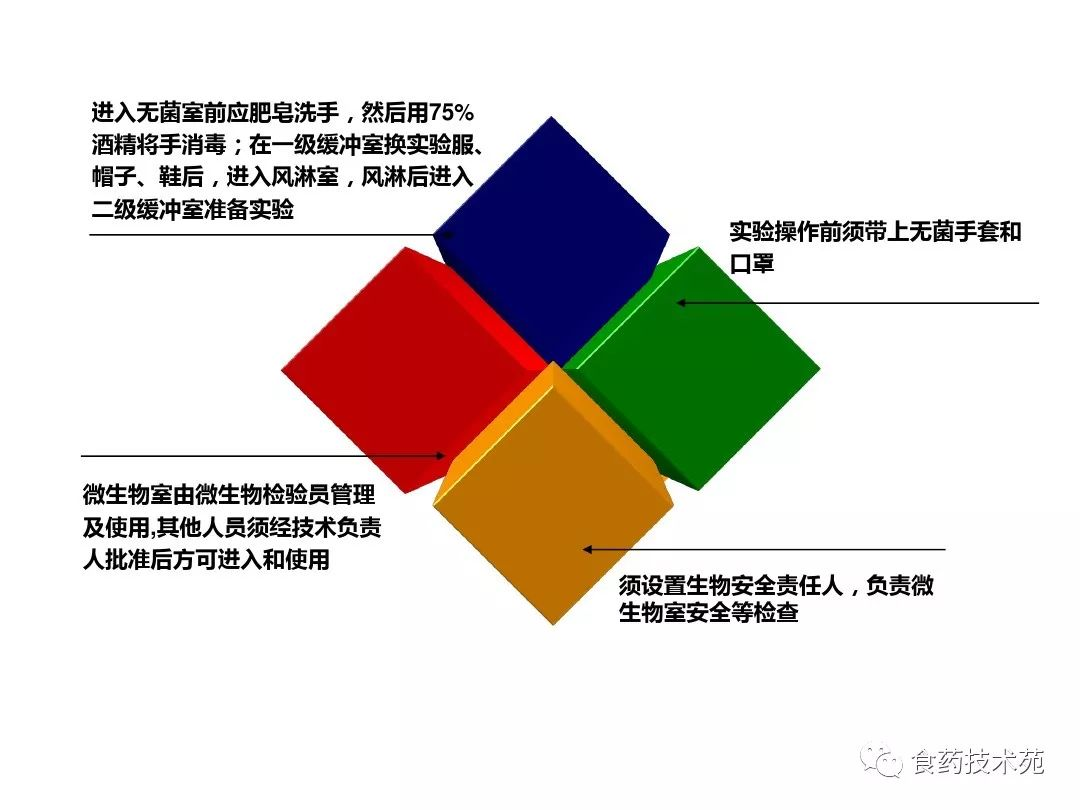 进入无菌室前应肥皂洗手，然后用75%
酒精将手消毒；在一级缓冲室换实验服、
帽子、鞋后，进入风淋室，风淋后进入
二级缓冲室准备实验
实验操作前须带上无菌手套和
口罩
微生物室由微生物检验员管理
及使用,其他人员须经技术负责
人批准后方可进入和使用
须设置生物安全责任人，负责微
生物室安全等检查
食药技术苑